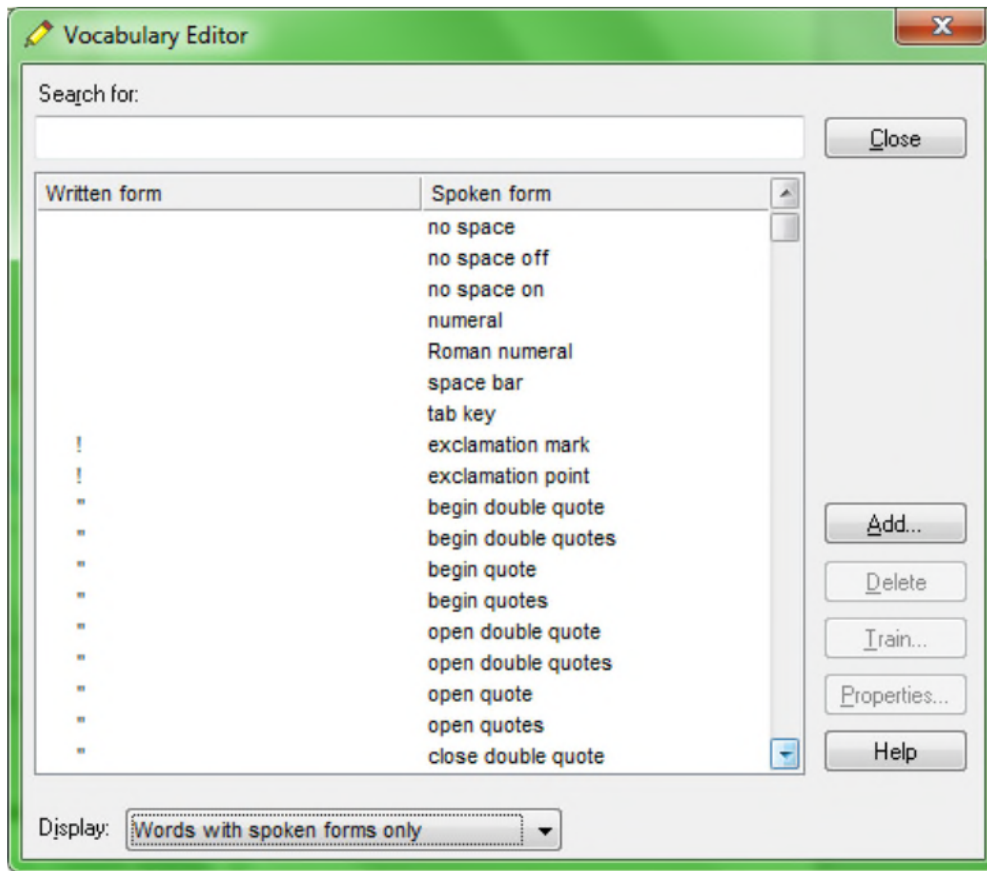 Vocabulary Editor
Search for:
Close
Written form Spoken form
no space
no space off
no space on
numeral
Roman numeral
space bar
tab key
! exclamation mark
! exclamation point
" begin double quote
" begin double quotes
" begin quote
" begin quotes
" open double quote
" open double quotes
" open quote
" open quotes
" close double quote
Add...
Delete
Train...
Properties...
Help
Display: Words with spoken forms only